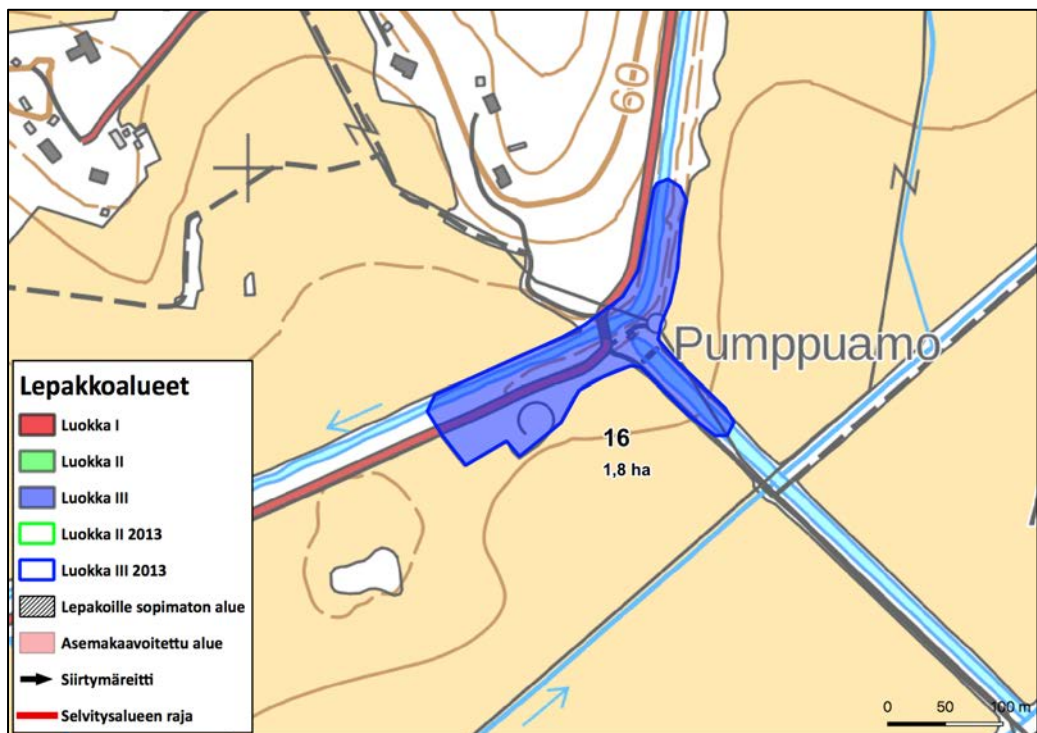 60
Pumppuamo
16
1,8 ha
Lepakkoalueet
Luokka I
Luokka II
Luokka III
Luokka II 2013
Luokka III 2013
Lepakoille sopimaton alue
Asemakaavoitettu alue
Siirtymäreitti
Selvitysalueen raja
0 50 100 m